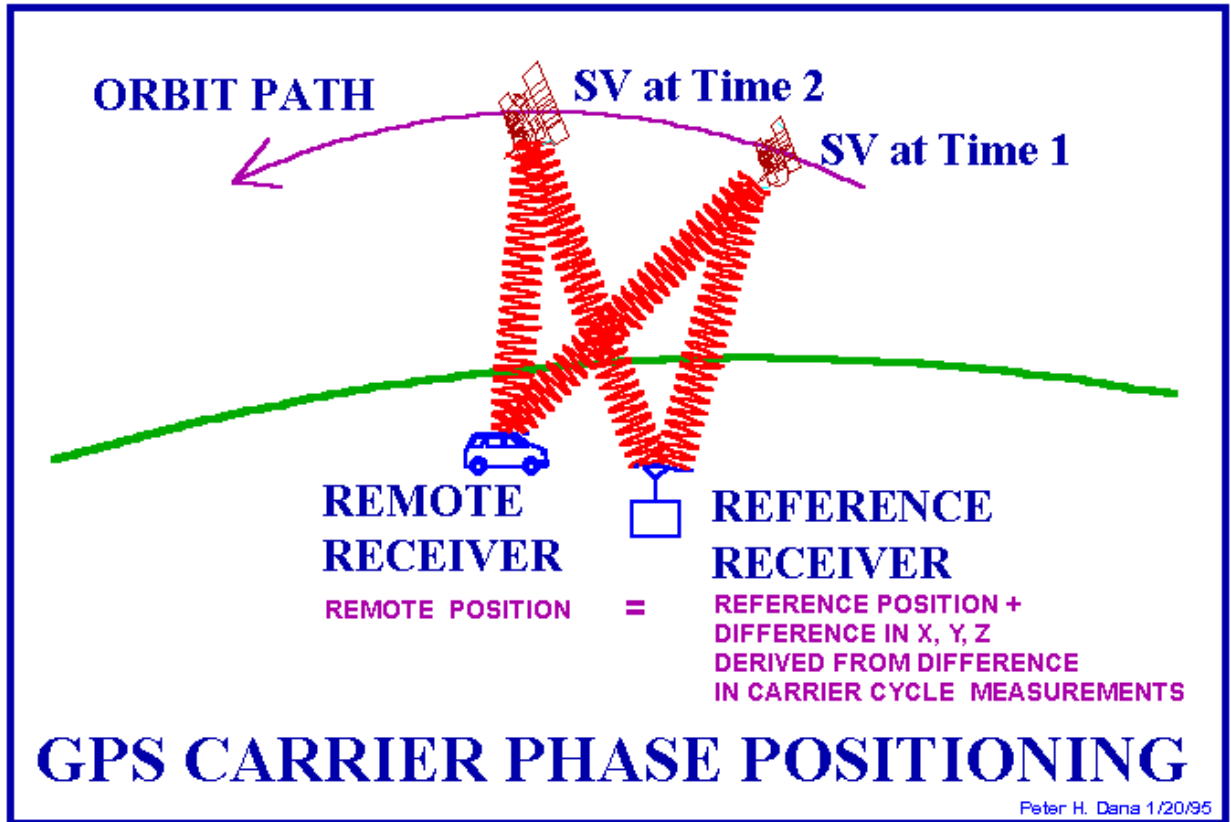 ORBIT PATH
SV at Time 2
SV at Time 1
REMOTE
RECEIVER
REFERENCE
RECEIVER
REMOTE POSITION = REFERENCE POSITION +
DIFFERENCE IN X, Y, Z
DERIVED FROM DIFFERENCE
IN CARRIER CYCLE MEASUREMENTS
GPS CARRIER PHASE POSITIONING
Peter H. Dana 1/20/95